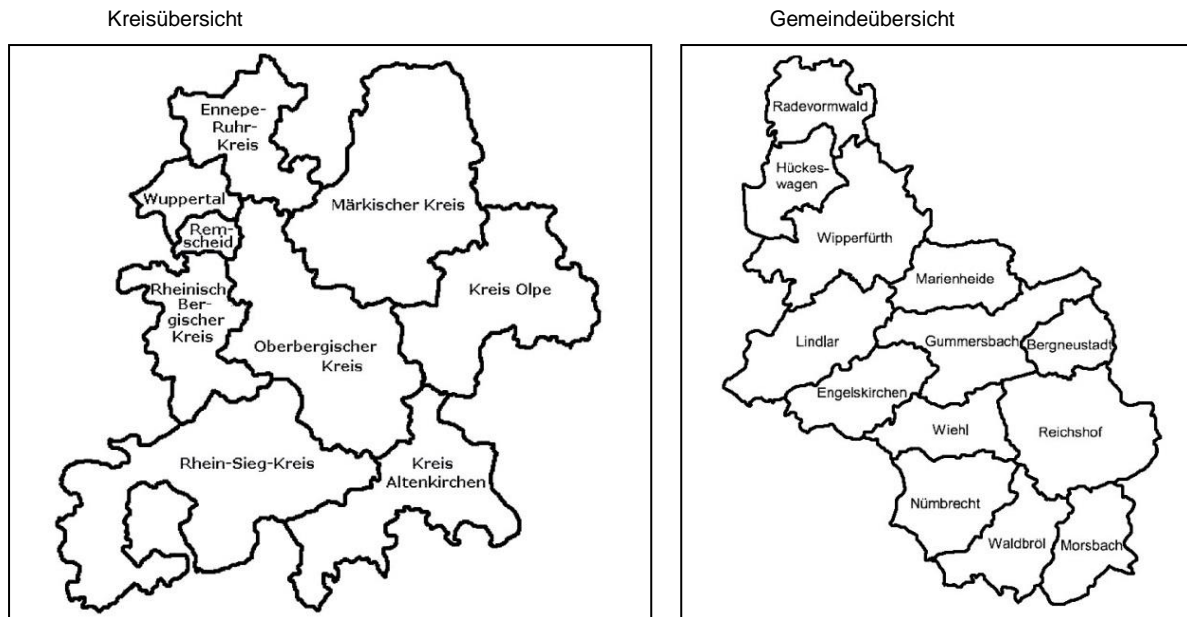 Kreisübersicht
Gemeindeübersicht
Ennepe-
Ruhr-
Kreis
Wuppertal
Rem-
scheid
Märkischer Kreis
Rheinisch
Ber-
gischer
Kreis
Kreis Olpe
Oberbergischer
Kreis
Rhein-Sieg-Kreis
Kreis
Altenkirchen
Radevormwald
Hückes-
wagen
Wipperfürth
Marienheide
Lindlar
Gummersbach
Bergneustadt
Engelskirchen
Wiehl
Reichshof
Nümbrecht
Waldbröl
Morsbach